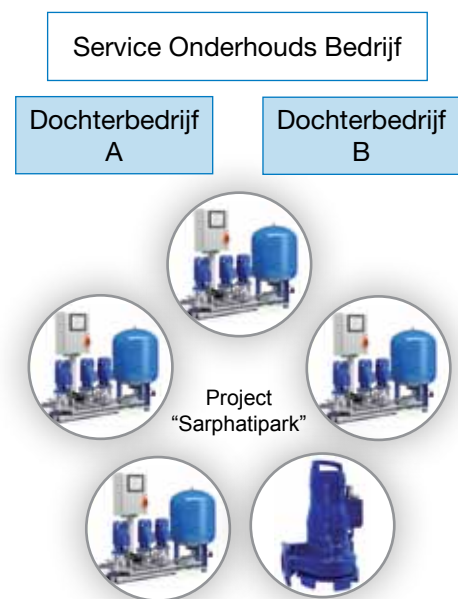 Service Onderhouds Bedrijf
Dochterbedrijf
A
Dochterbedrijf
B
Project
“Sarphatipark”